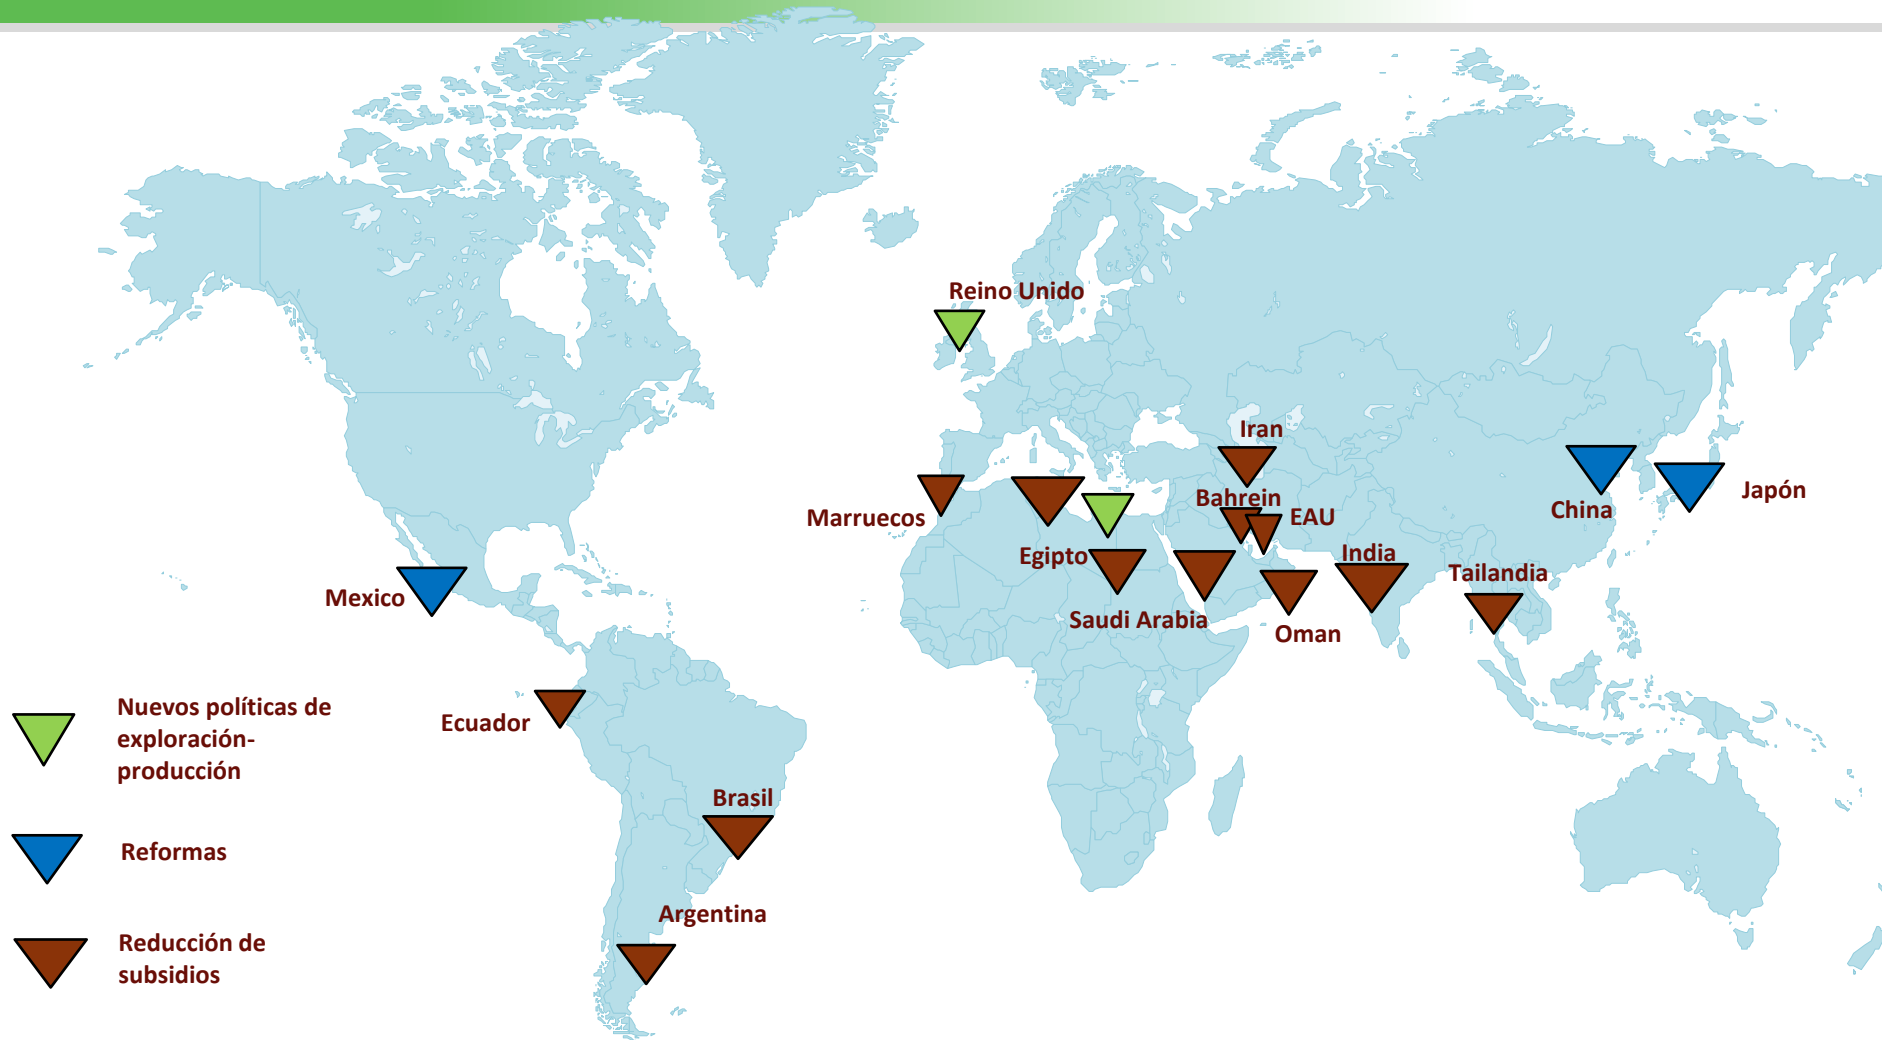 Reino Unido
Iran
Bahrein
EAU
Marruecos
Egipto
India
China
Japón
Tailandia
Mexico
Saudi Arabia
Oman
Ecuador
Brasil
Argentina
Nuevos políticas de
exploración-
producción
Reformas
Reducción de
subsidios